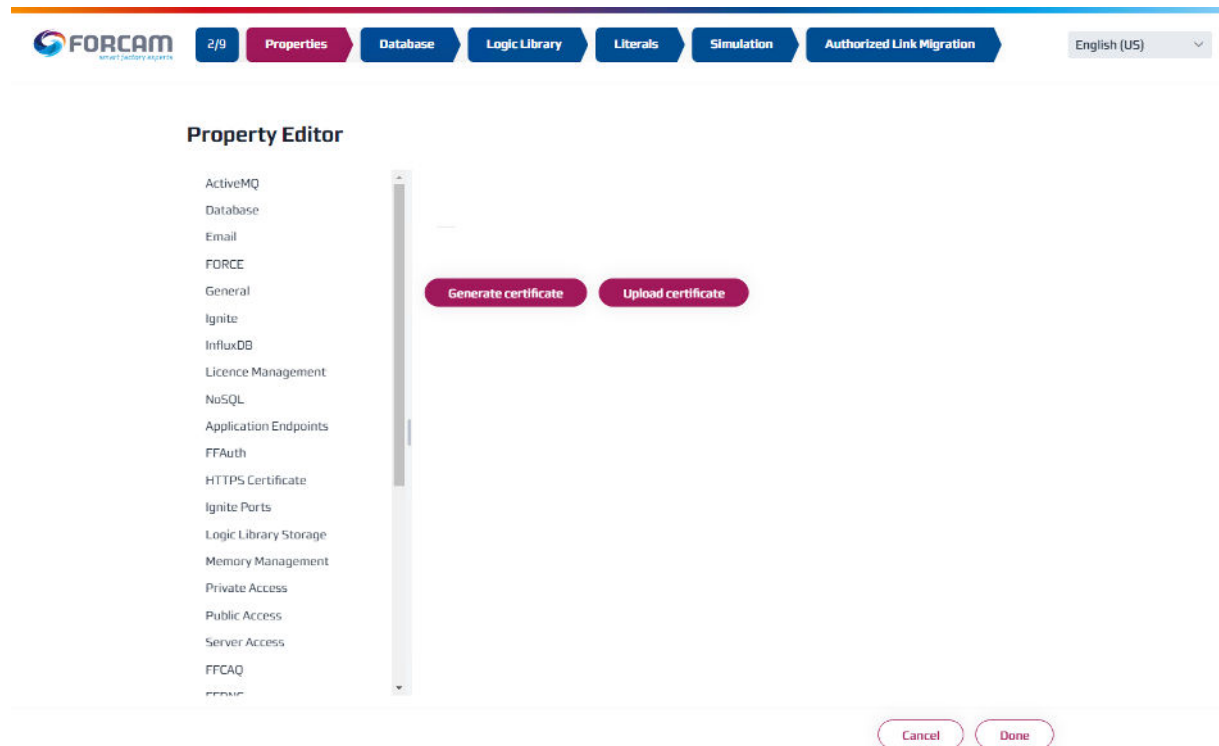 FORCAM
smart factory experts
2/9 Properties Database Logic Library Literals Simulation Authorized Link Migration English (US)
Property Editor
ActiveMQ
Database
Email
FORCE
General
Generate certificate Upload certificate
Ignite
InfluxDB
Licence Management
NoSQL
Application Endpoints
FFAuth
HTTPS Certificate
Ignite Ports
Logic Library Storage
Memory Management
Private Access
Public Access
Server Access
FFCAQ
Cancel Done